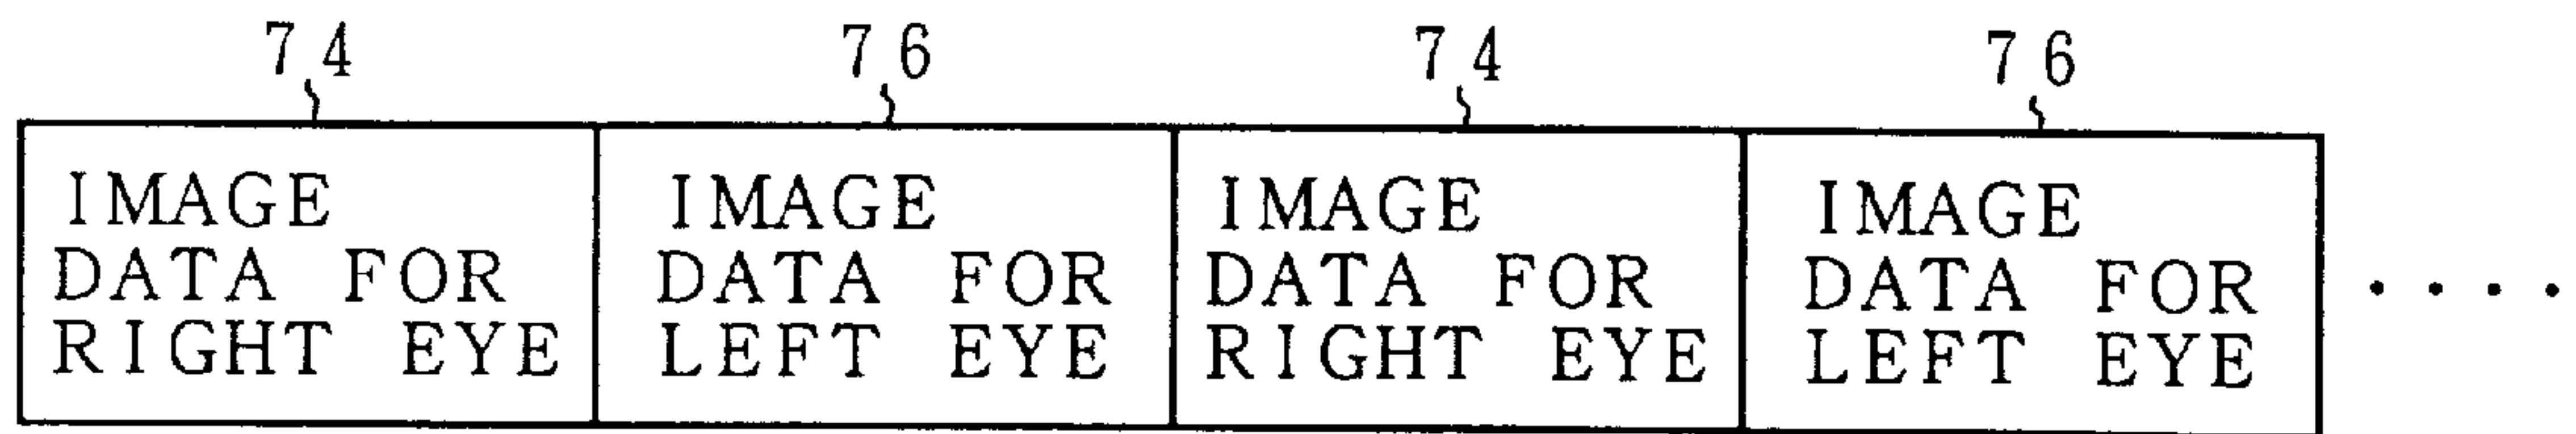 74 76 74 76
IMAGE DATA FOR RIGHT EYE
IMAGE DATA FOR LEFT EYE
IMAGE DATA FOR RIGHT EYE
IMAGE DATA FOR LEFT EYE
. . . .